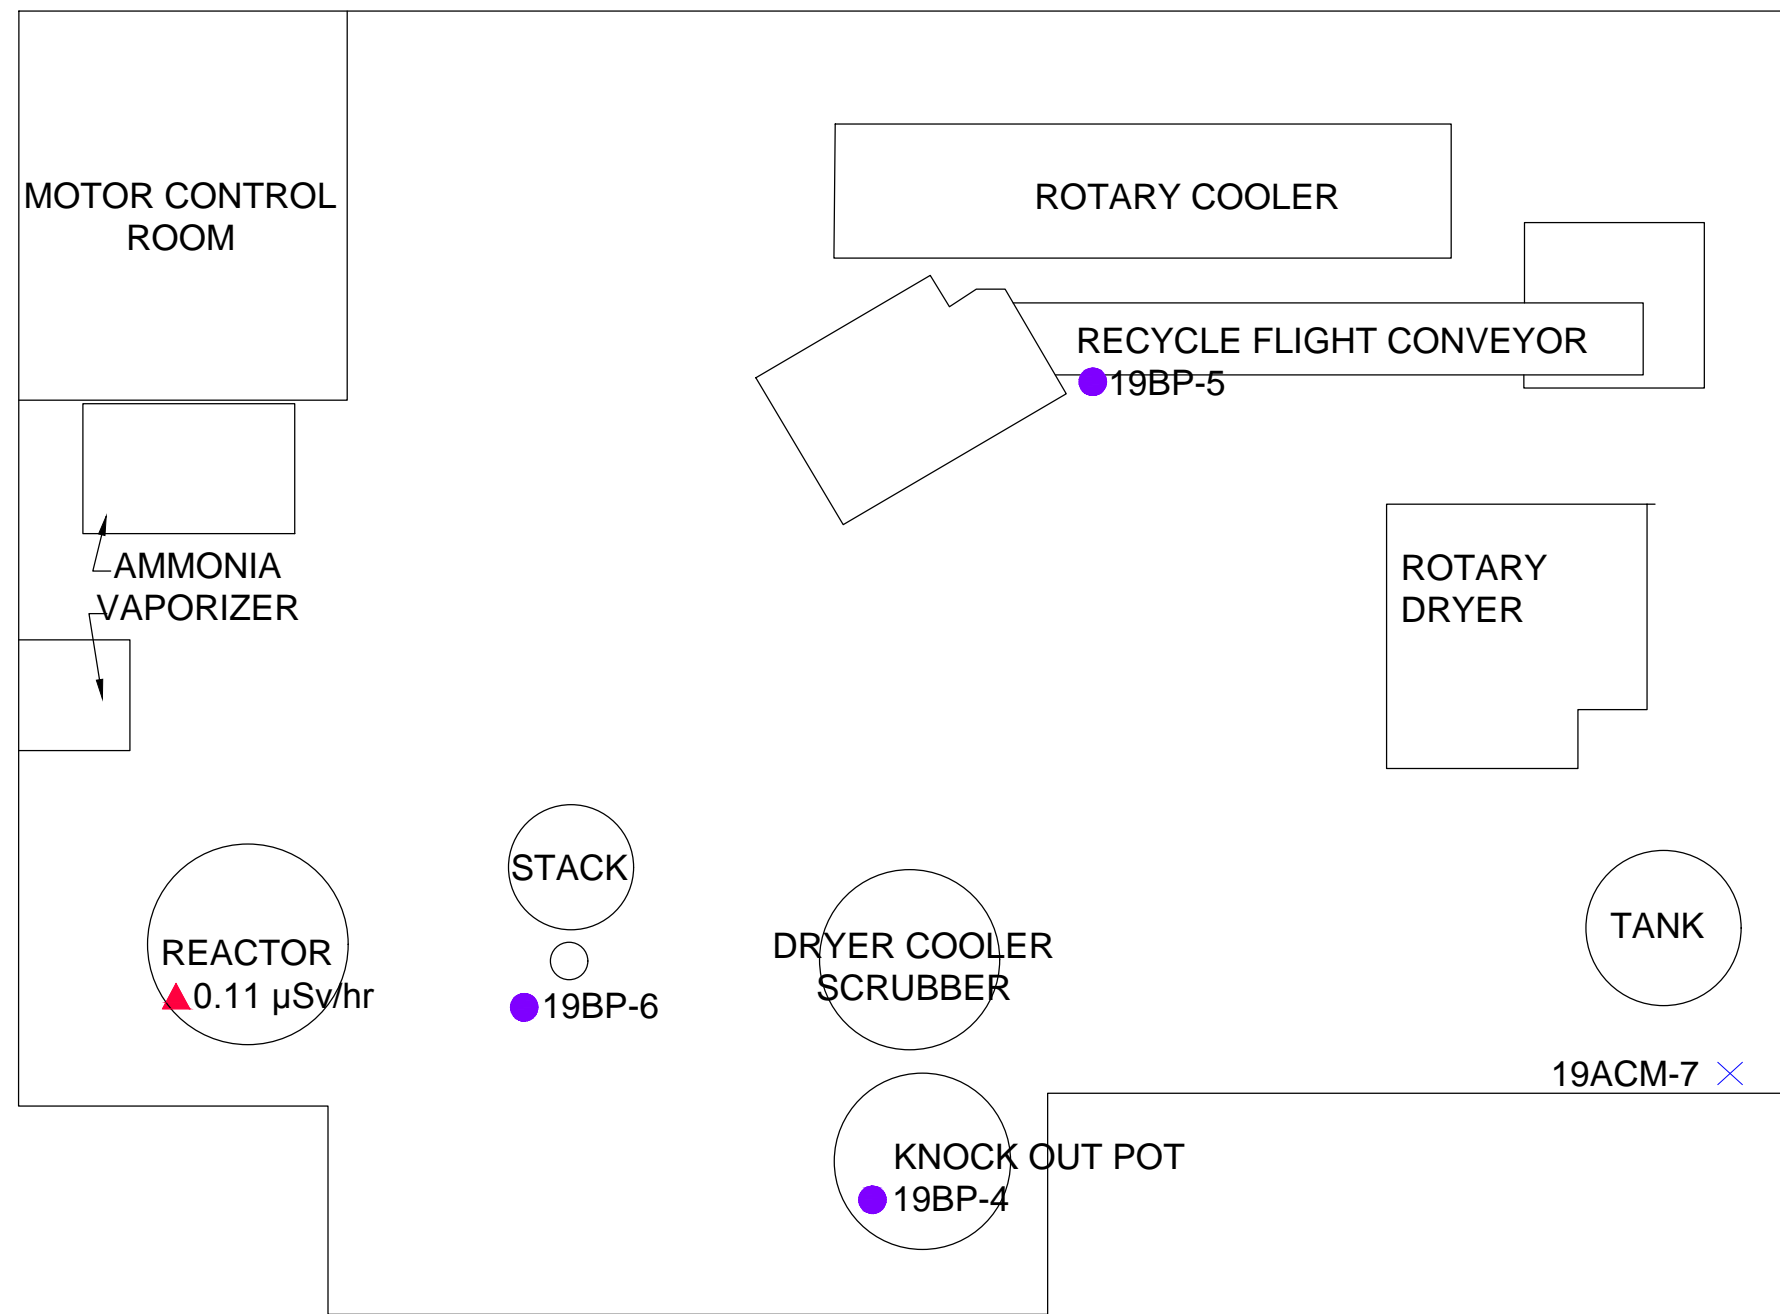 MOTOR CONTROL
ROOM
ROTARY COOLER
RECYCLE FLIGHT CONVEYOR
19BP-5
AMMONIA
VAPORIZER
ROTARY
DRYER
STACK
REACTOR
0.11 µSv/hr
19BP-6
DRYER COOLER
SCRUBBER
TANK
19ACM-7
KNOCK OUT POT
19BP-4